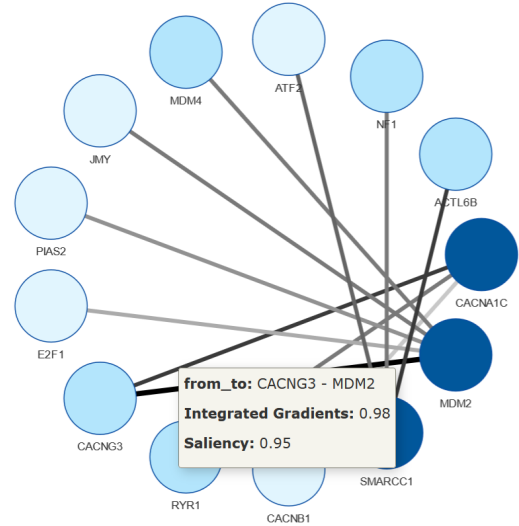 ATF2
MDM4
NF1
JMY
ACTL6B
PIAS2
CACNA1C
E2F1
MDM2
from_to: CACNG3 - MDM2
Integrated Gradients: 0.98
Saliency: 0.95
CACNG3
SMARCC1
RYR1
CACNB1